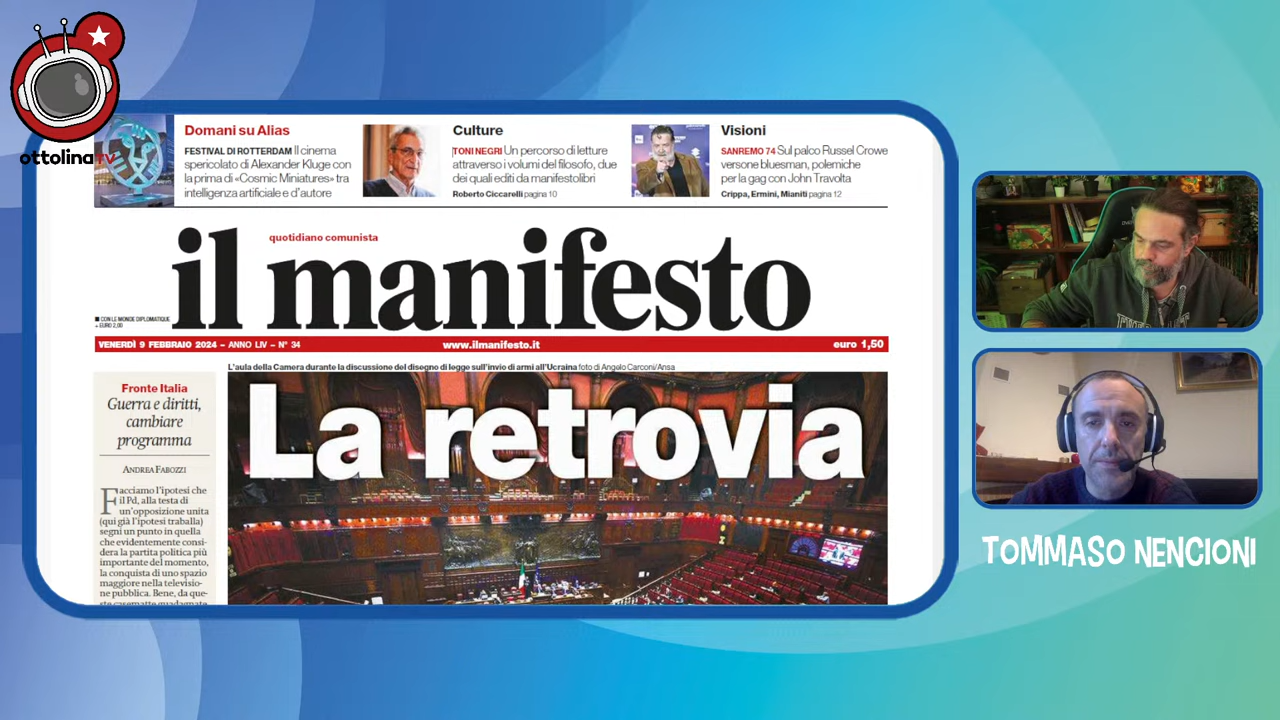 ottolinaTV
Domani su Alias
FESTIVAL DI ROTTERDAM Il cinema
spericolato di Alexander Kluge con
la prima di «Cosmic Miniatures» tra
intelligenza artificiale e d'autore
Culture
TONI NEGRI Un percorso di letture
attraverso i volumi del filosofo, due
dei quali editi da manifestolibri
Roberto Ciccarelli pagina 10
Visioni
SANREMO 74 Sul palco Russel Crowe
versone bluesman, polemiche
per la gag con John Travolta
Crippa, Ermini, Mianiti pagina 12
quotidiano comunista
il manifesto
CON LE MONDE DIPLOMATIQUE
+ EURO 2,00
VENERDÌ 9 FEBBRAIO 2024 – ANNO LIV – N° 34
www.ilmanifesto.it
euro 1,50
L'aula della Camera durante la discussione del disegno di legge sull'invio di armi all'Ucraina foto di Angelo Carconi/Ansa
La retrovia
Fronte Italia
Guerra e diritti,
cambiare
programma
ANDREA FABOZZI
Facciamo l'ipotesi che
il Pd, alla testa di
un'opposizione unita
(qui già l'ipotesi traballa)
segni un punto in quella
che evidentemente consi-
dera la partita politica più
importante del momento,
la conquista di uno spazio
maggiore nella televisio-
ne pubblica. Bene, da que-
ste casematte guadagnate
TOMMASO NENCIONI